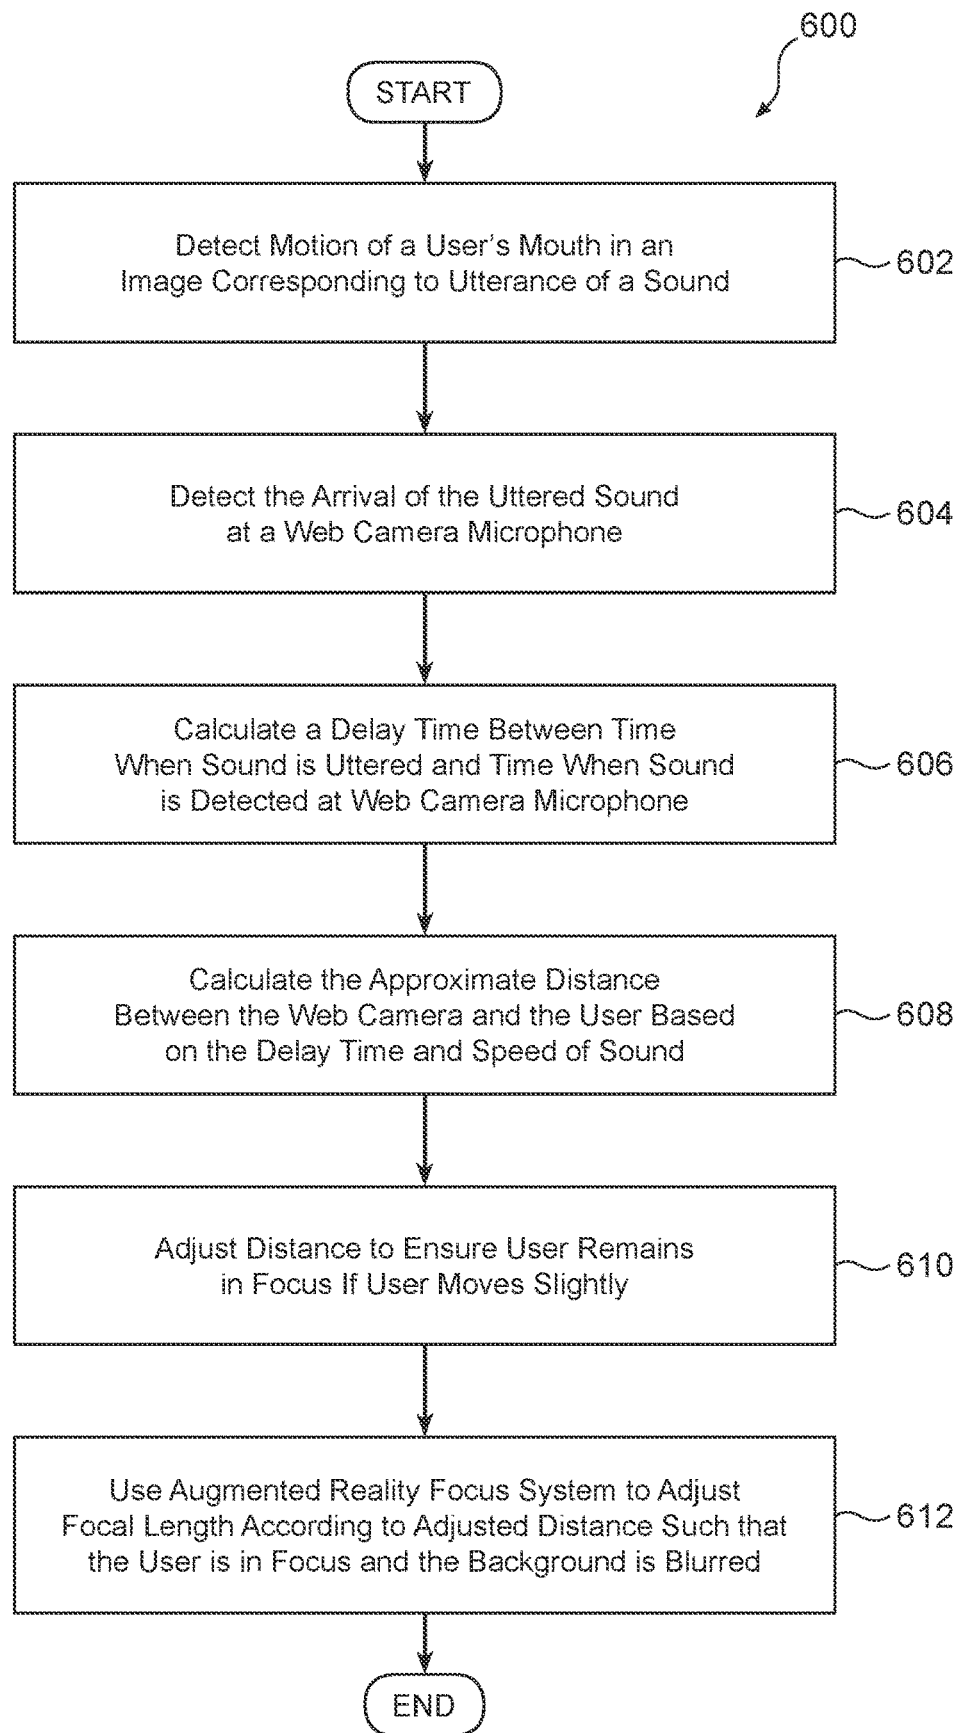 600
START
Detect Motion of a User's Mouth in an
Image Corresponding to Utterance of a Sound
602
Detect the Arrival of the Uttered Sound
at a Web Camera Microphone
604
Calculate a Delay Time Between Time
When Sound is Uttered and Time When Sound
is Detected at Web Camera Microphone
606
Calculate the Approximate Distance
Between the Web Camera and the User Based
on the Delay Time and Speed of Sound
608
Adjust Distance to Ensure User Remains
in Focus If User Moves Slightly
610
Use Augmented Reality Focus System to Adjust
Focal Length According to Adjusted Distance Such that
the User is in Focus and the Background is Blurred
612
END